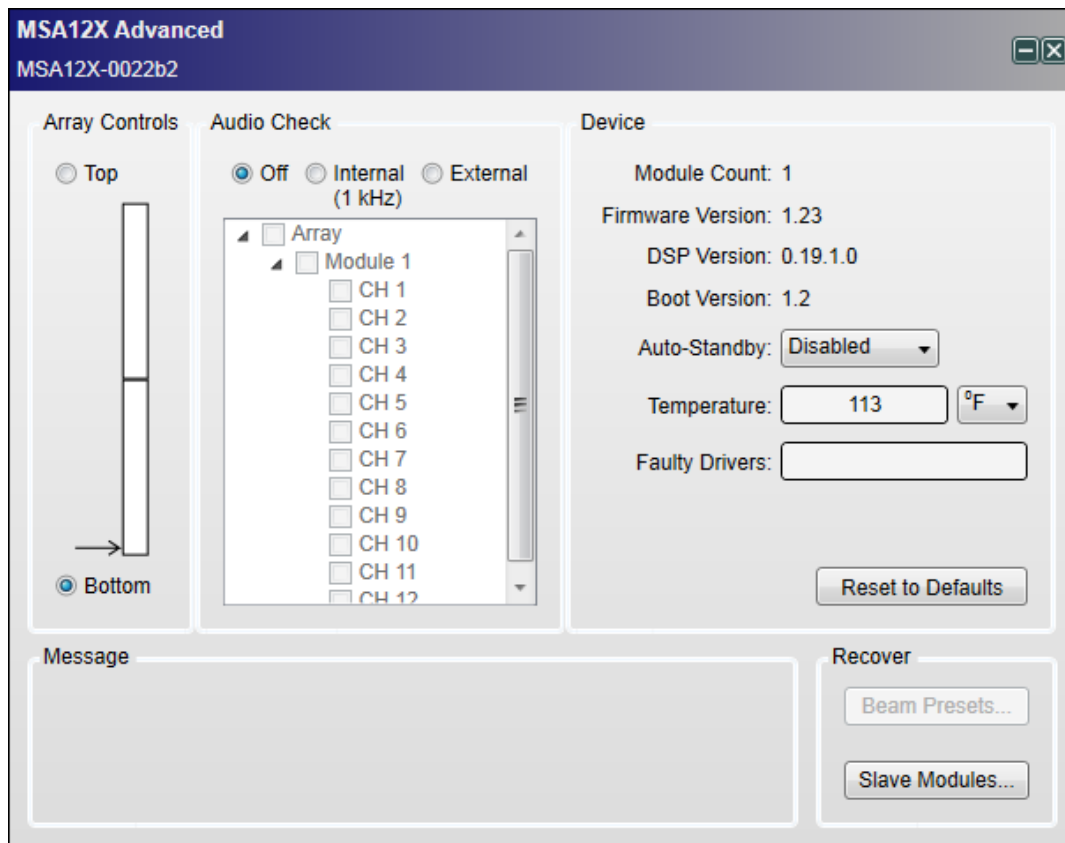 MSA12X Advanced
MSA12X-0022b2
Array Controls
Top
Bottom
Audio Check
Off Internal External
(1 kHz)
Array
Module 1
CH 1
CH 2
CH 3
CH 4
CH 5
CH 6
CH 7
CH 8
CH 9
CH 10
CH 11
CH 12
Device
Module Count: 1
Firmware Version: 1.23
DSP Version: 0.19.1.0
Boot Version: 1.2
Auto-Standby: Disabled
Temperature: 113 °F
Faulty Drivers:
Reset to Defaults
Message
Recover
Beam Presets...
Slave Modules...